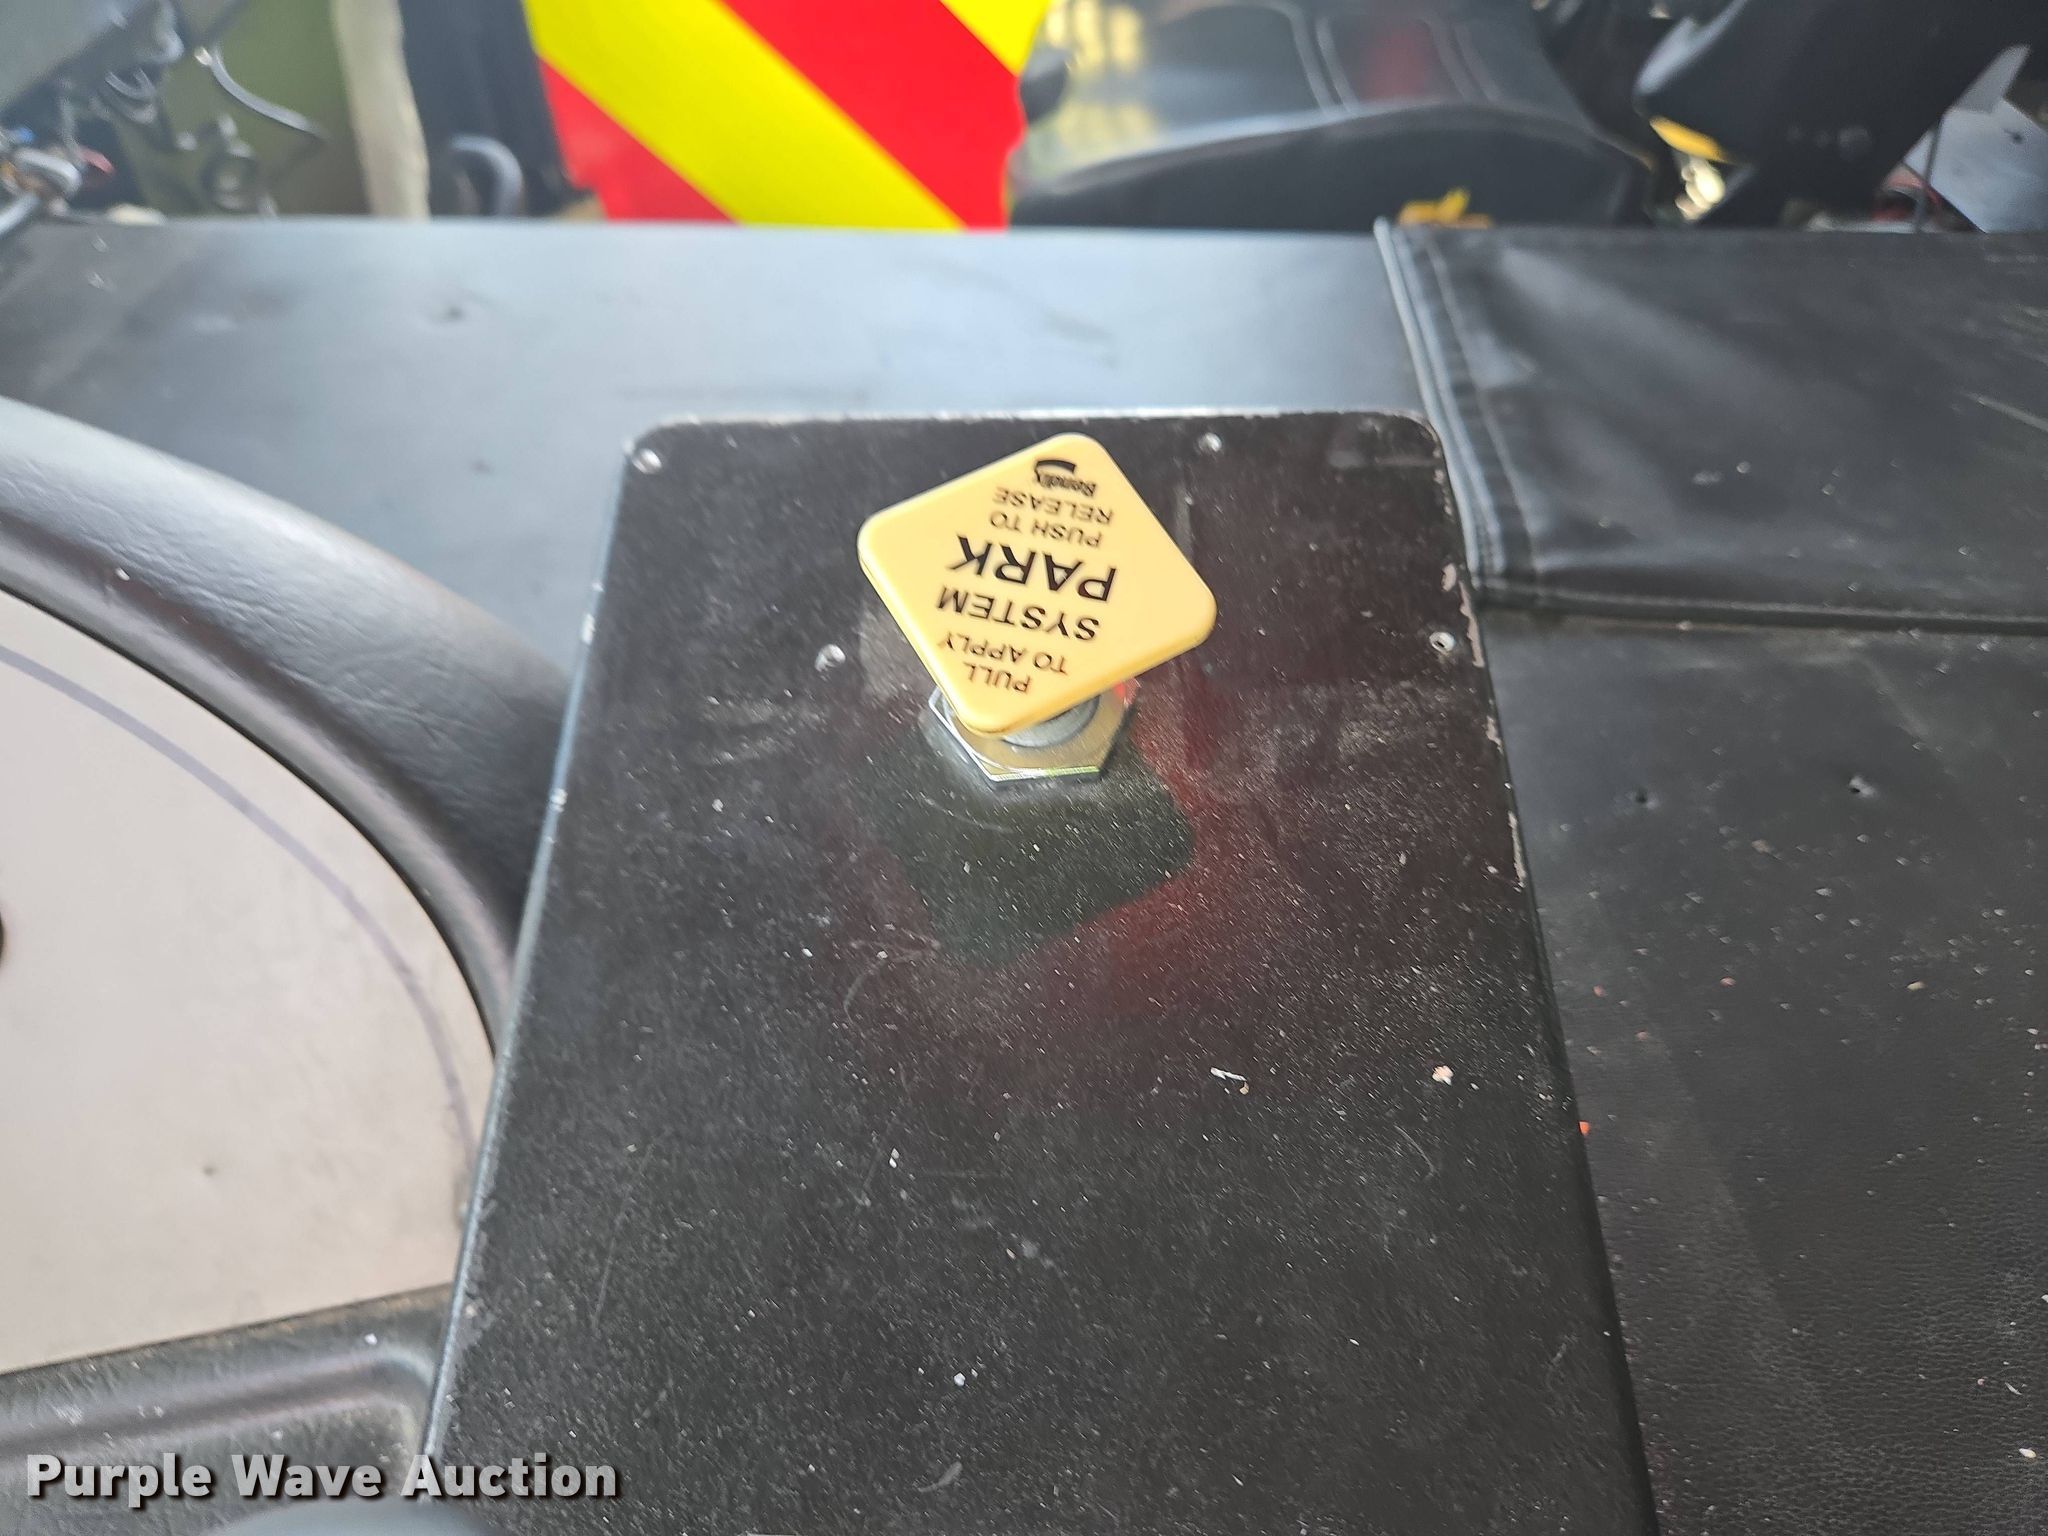 PULL
TO APPLY
SYSTEM
PARK
PUSH TO
RELEASE
Bendix
Purple Wave Auction